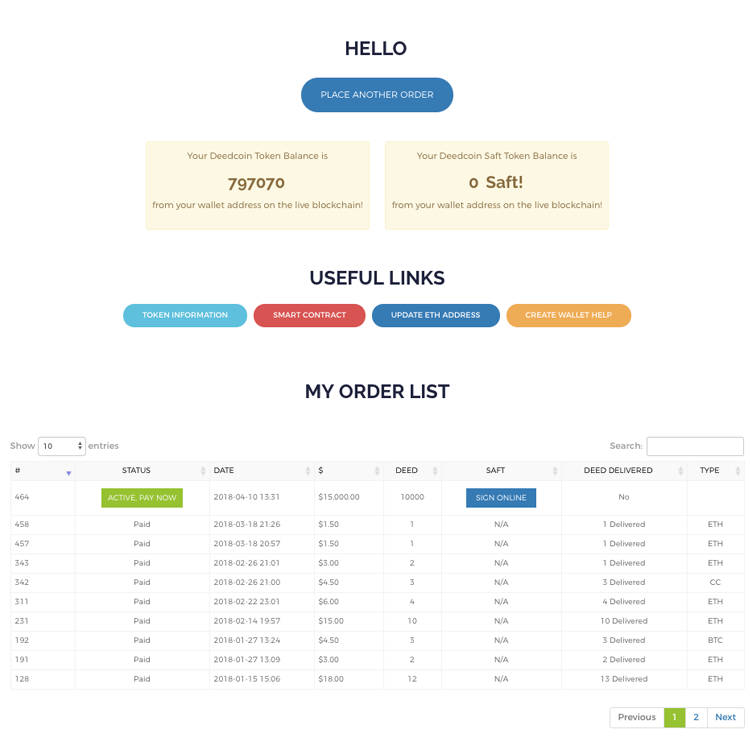 HELLO
PLACE ANOTHER ORDER
Your Deedcoin Token Balance is
797070
from your wallet address on the live blockchain!
Your Deedcoin Saft Token Balance is
0 Saft!
from your wallet address on the live blockchain!
USEFUL LINKS
TOKEN INFORMATION SMART CONTRACT UPDATE ETH ADDRESS CREATE WALLET HELP
MY ORDER LIST
Show 10 entries Search:
# STATUS DATE $ DEED SAFT DEED DELIVERED TYPE
464 ACTIVE, PAY NOW 2018-04-10 13:31 $15,000.00 10000 SIGN ONLINE No
458 Paid 2018-03-18 21:26 $1.50 1 N/A 1 Delivered ETH
457 Paid 2018-03-18 20:57 $1.50 1 N/A 1 Delivered ETH
343 Paid 2018-02-26 21:01 $3.00 2 N/A 1 Delivered ETH
342 Paid 2018-02-26 21:00 $4.50 3 N/A 3 Delivered CC
311 Paid 2018-02-22 23:01 $6.00 4 N/A 4 Delivered ETH
231 Paid 2018-02-14 19:57 $15.00 10 N/A 10 Delivered ETH
192 Paid 2018-01-27 13:24 $4.50 3 N/A 3 Delivered BTC
191 Paid 2018-01-27 13:09 $3.00 2 N/A 2 Delivered ETH
128 Paid 2018-01-15 15:06 $18.00 12 N/A 13 Delivered ETH
Previous 1 2 Next